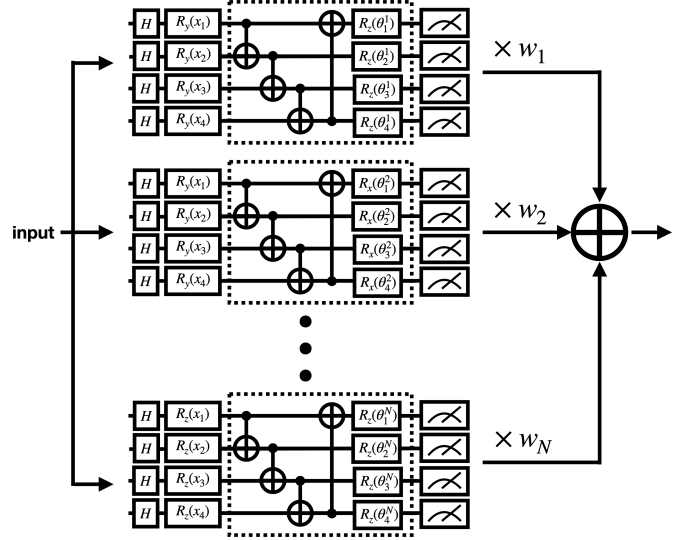 H R_y(x_1) R_z(θ_1^1)
H R_y(x_2) R_z(θ_2^1) × w_1
H R_y(x_3) R_z(θ_3^1)
H R_y(x_4) R_z(θ_4^1)
H R_y(x_1) R_x(θ_1^2)
H R_y(x_2) R_x(θ_2^2) × w_2
input
H R_y(x_3) R_x(θ_3^2)
H R_y(x_4) R_x(θ_4^2)
H R_z(x_1) R_z(θ_1^N)
H R_z(x_2) R_z(θ_2^N) × w_N
H R_z(x_3) R_z(θ_3^N)
H R_z(x_4) R_z(θ_4^N)